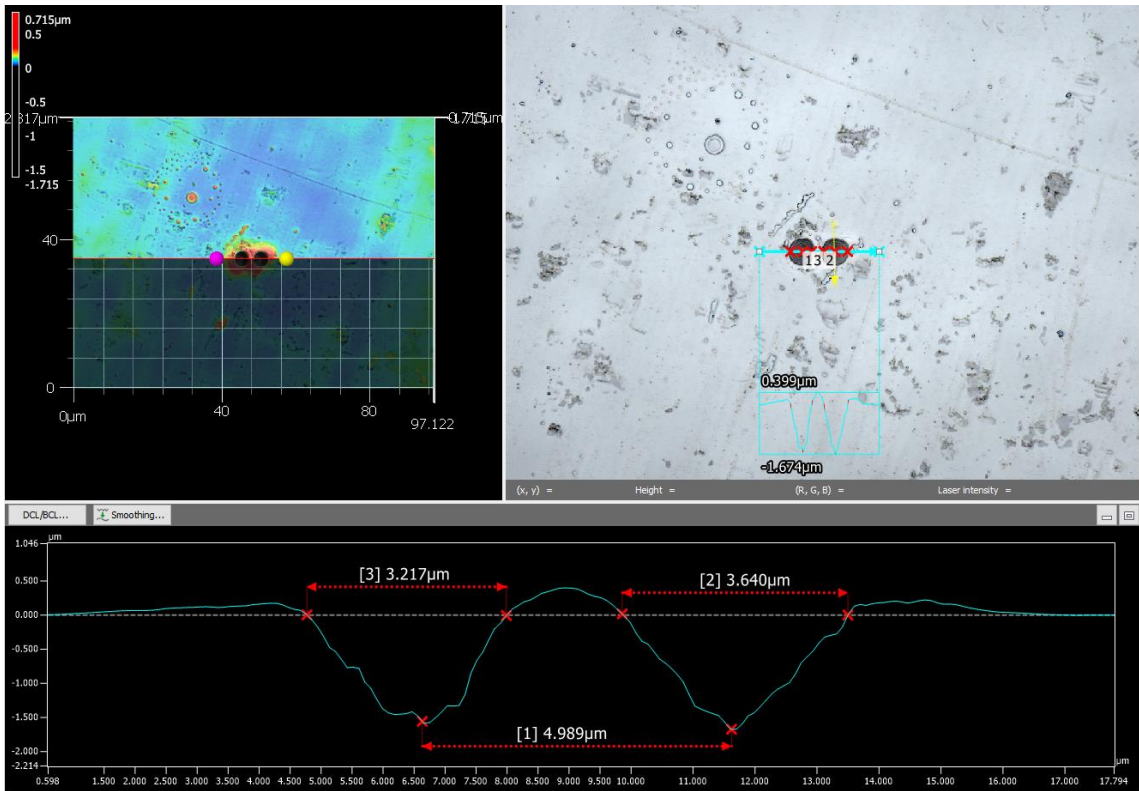 0.715µm
0.5
0
-0.5
-1
-1.5
-1.715
40
0
0µm
40
80
97.122
13 2
0.399µm
-1.674µm
(x, y) =
Height =
(R, G, B) =
Laser intensity =
DCL/BCL...
Smoothing...
µm
1.046
0.500
0.000
-0.500
-1.000
-1.500
-2.000
-2.214
[3] 3.217µm
[2] 3.640µm
[1] 4.989µm
0.598 1.500 2.000 2.500 3.000 3.500 4.000 4.500 5.000 5.500 6.000 6.500 7.000 7.500 8.000 8.500 9.000 9.500 10.000 11.000 12.000 13.000 14.000 15.000 16.000 17.000 17.794
µm